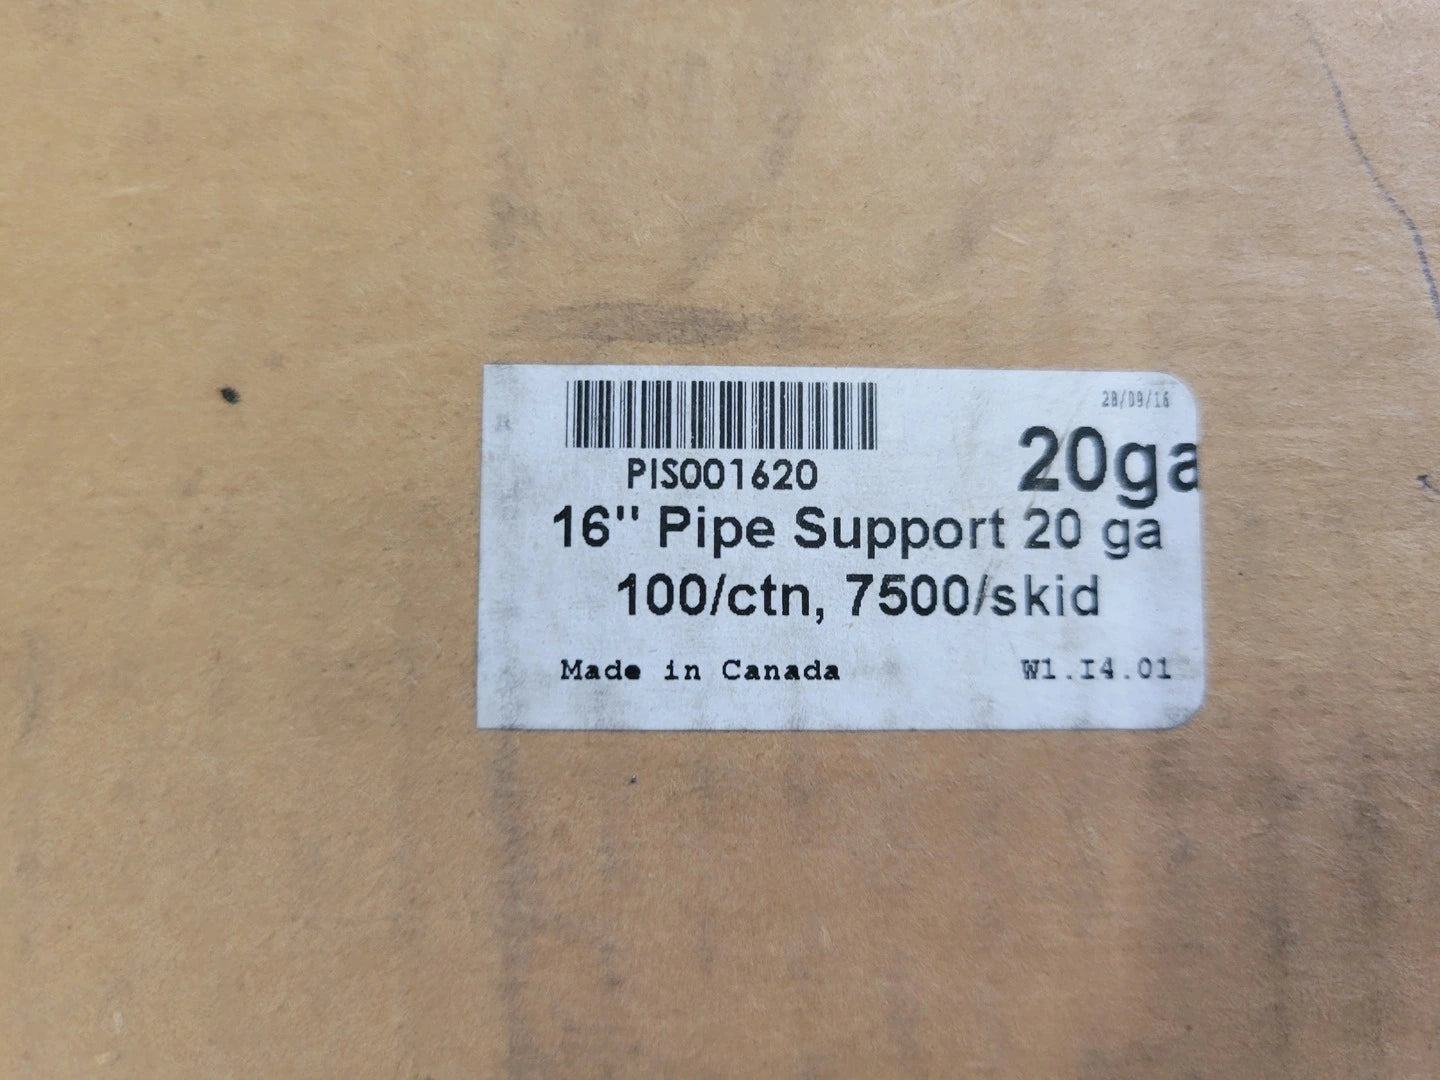 28/09/16
20ga
PIS001620
16" Pipe Support 20 ga
100/ctn, 7500/skid
Made in Canada
W1.I4.01